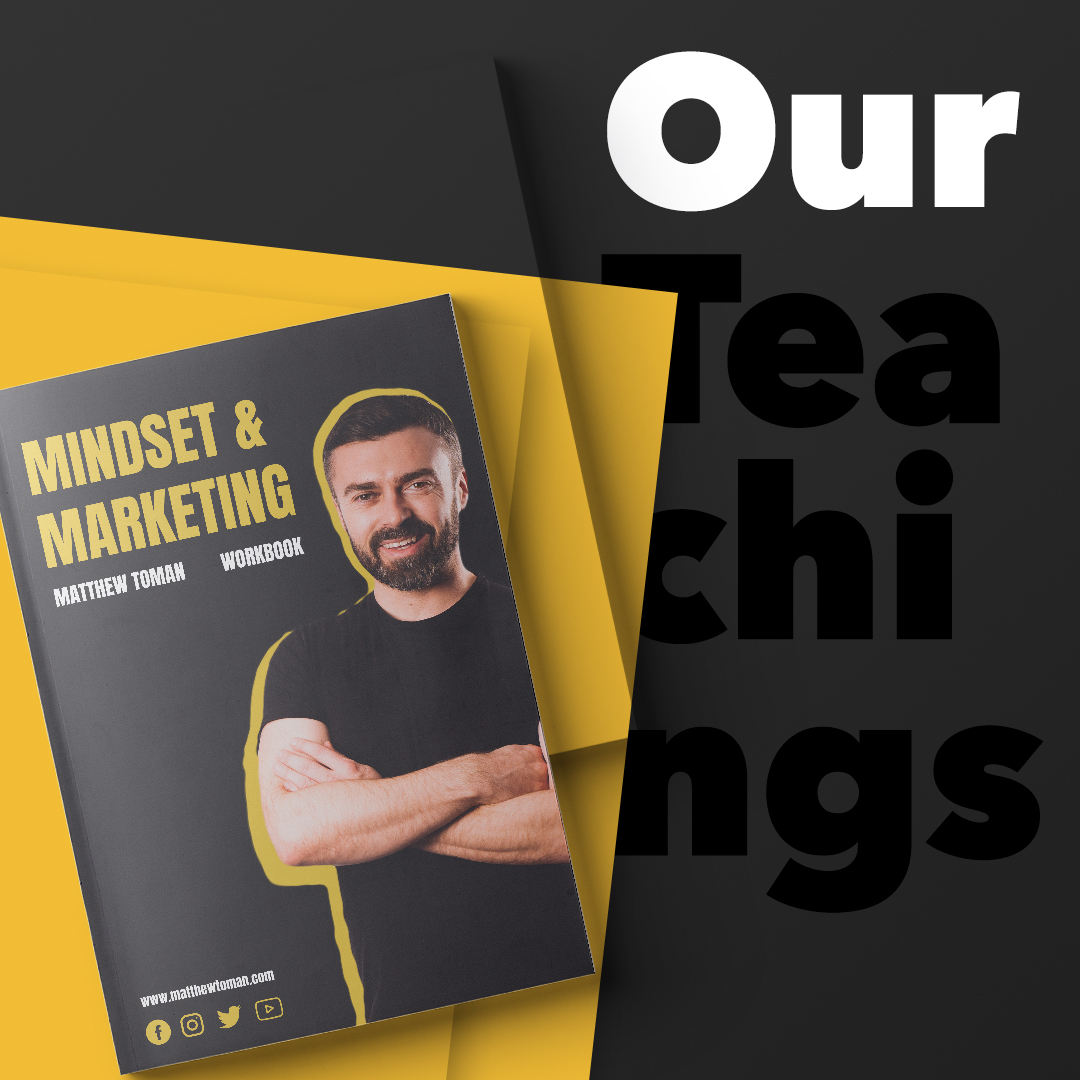 Our
Tea
chi
ngs
MINDSET &
MARKETING
MATTHEW TOMAN WORKBOOK
www.matthewtoman.com